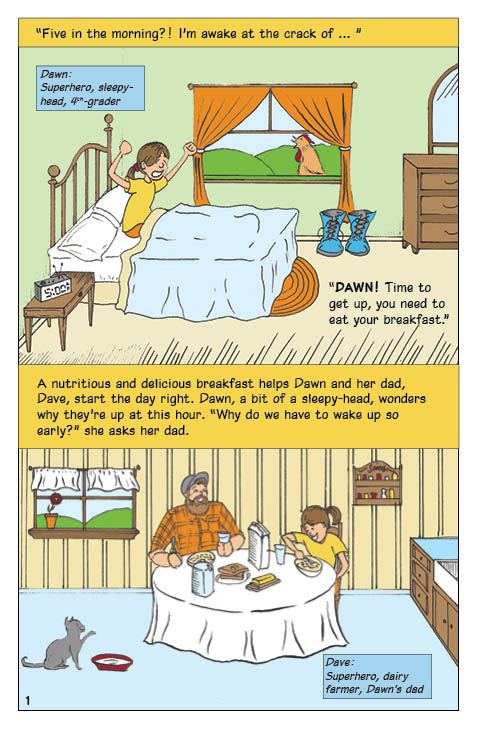 "Five in the morning?! I'm awake at the crack of ... "
Dawn:
Superhero, sleepy-
head, 4th-grader
5:00
"DAWN! Time to
get up, you need to
eat your breakfast."
A nutritious and delicious breakfast helps Dawn and her dad,
Dave, start the day right. Dawn, a bit of a sleepy-head, wonders
why they're up at this hour. "Why do we have to wake up so
early?" she asks her dad.
Dave:
Superhero, dairy
farmer, Dawn's dad
1